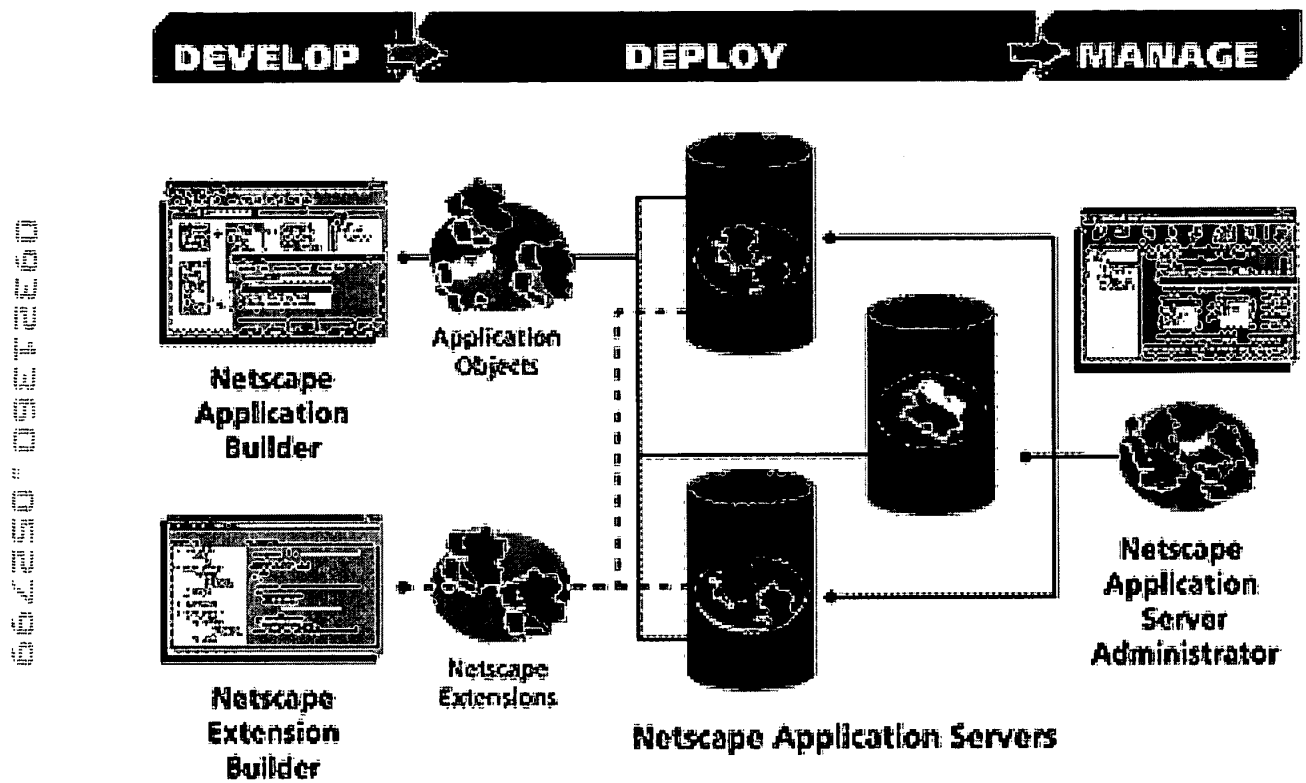 DEVELOP
DEPLOY
MANAGE
Application
Objects
Netscape
Application
Builder
Netscape
Extensions
Netscape
Extension
Builder
Netscape Application Servers
Netscape
Application
Server
Administrator